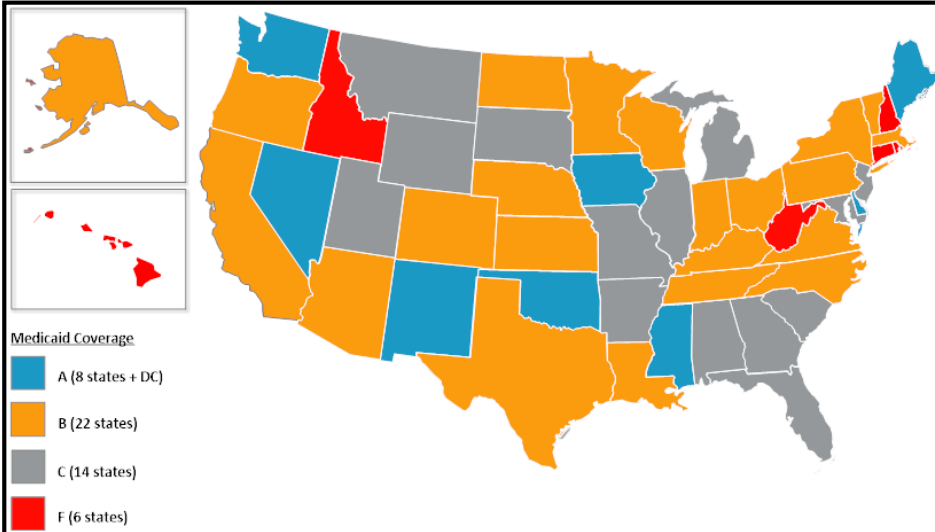 Medicaid Coverage
A (8 states + DC)
B (22 states)
C (14 states)
F (6 states)